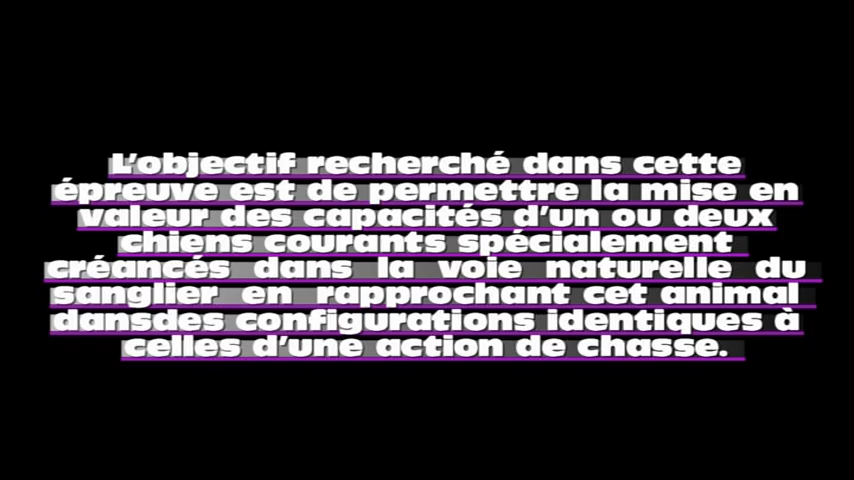 L'objectif recherché dans cette
épreuve est de permettre la mise en
valeur des capacités d'un ou deux
chiens courants spécialement
créancés dans la voie naturelle du
sanglier en rapprochant cet animal
dansdes configurations identiques à
celles d'une action de chasse.